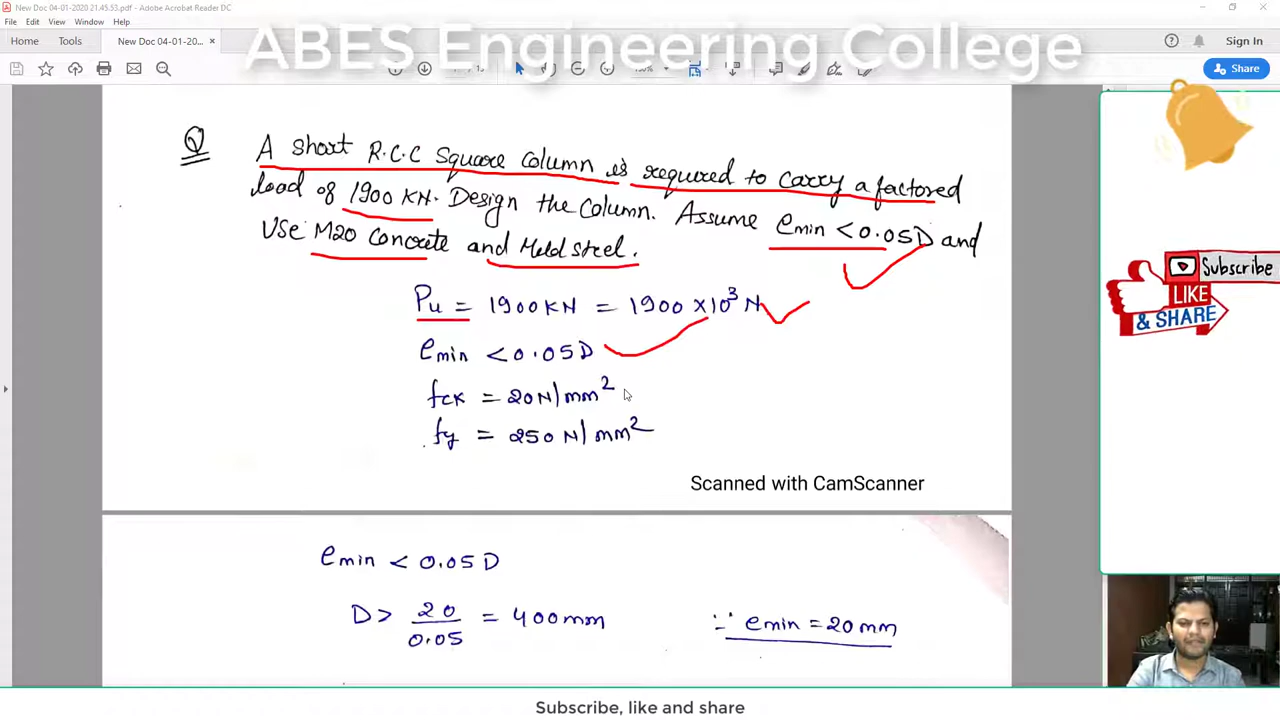 New Doc 04-01-2020 21.45.53.pdf - Adobe Acrobat Reader DC
File Edit View Window Help
Home Tools New Doc 04-01-20... × Sign In
ABES Engineering College
Share
Q A short R.C.C Square Column is required to carry a factored
load of 1900 KN. Design the Column. Assume emin < 0.05D and
Use M20 Concrete and Mild steel.
Pu = 1900KN = 1900 ×10³ N
emin < 0.05D
fck = 20N/mm²
fy = 250 N/mm²
Scanned with CamScanner
emin < 0.05 D
D > 20/0.05 = 400mm ∵ emin = 20 mm
Subscribe
LIKE
& SHARE
Subscribe, like and share